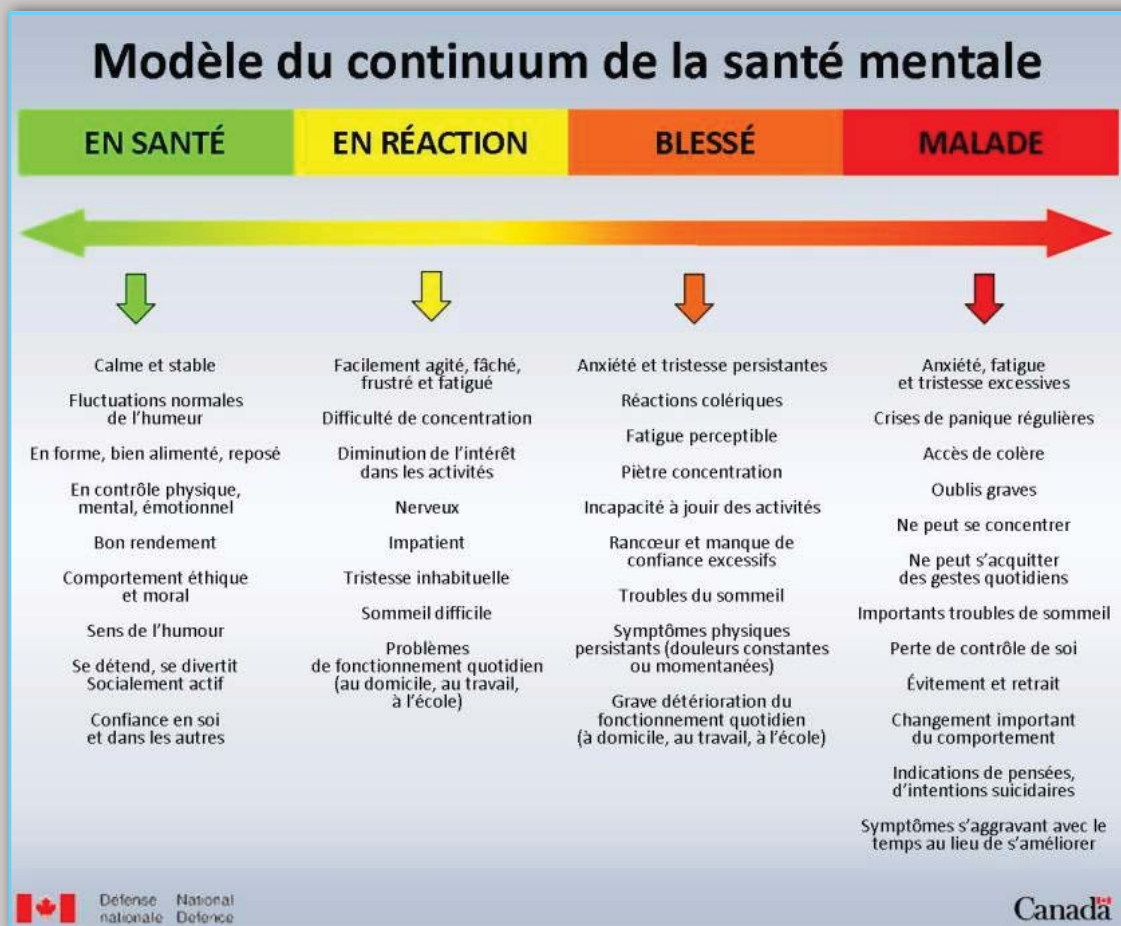 Modèle du continuum de la santé mentale
EN SANTÉ
EN RÉACTION
BLESSÉ
MALADE
Calme et stable
Fluctuations normales
de l'humeur
En forme, bien alimenté, reposé
En contrôle physique,
mental, émotionnel
Bon rendement
Comportement éthique
et moral
Sens de l'humour
Se détend, se divertit
Socialement actif
Confiance en soi
et dans les autres
Facilement agité, fâché,
frustré et fatigué
Difficulté de concentration
Diminution de l'intérêt
dans les activités
Nerveux
Impatient
Tristesse inhabituelle
Sommeil difficile
Problèmes
de fonctionnement quotidien
(au domicile, au travail,
à l'école)
Anxiété et tristesse persistantes
Réactions colériques
Fatigue perceptible
Piètre concentration
Incapacité à jouir des activités
Rancœur et manque de
confiance excessifs
Troubles du sommeil
Symptômes physiques
persistants (douleurs constantes
ou momentanées)
Grave détérioration du
fonctionnement quotidien
(à domicile, au travail, à l'école)
Anxiété, fatigue
et tristesse excessives
Crises de panique régulières
Accès de colère
Oublis graves
Ne peut se concentrer
Ne peut s'acquitter
des gestes quotidiens
Importants troubles de sommeil
Perte de contrôle de soi
Évitement et retrait
Changement important
du comportement
Indications de pensées,
d'intentions suicidaires
Symptômes s'aggravant avec le
temps au lieu de s'améliorer
Défense
nationale
National
Defence
Canada